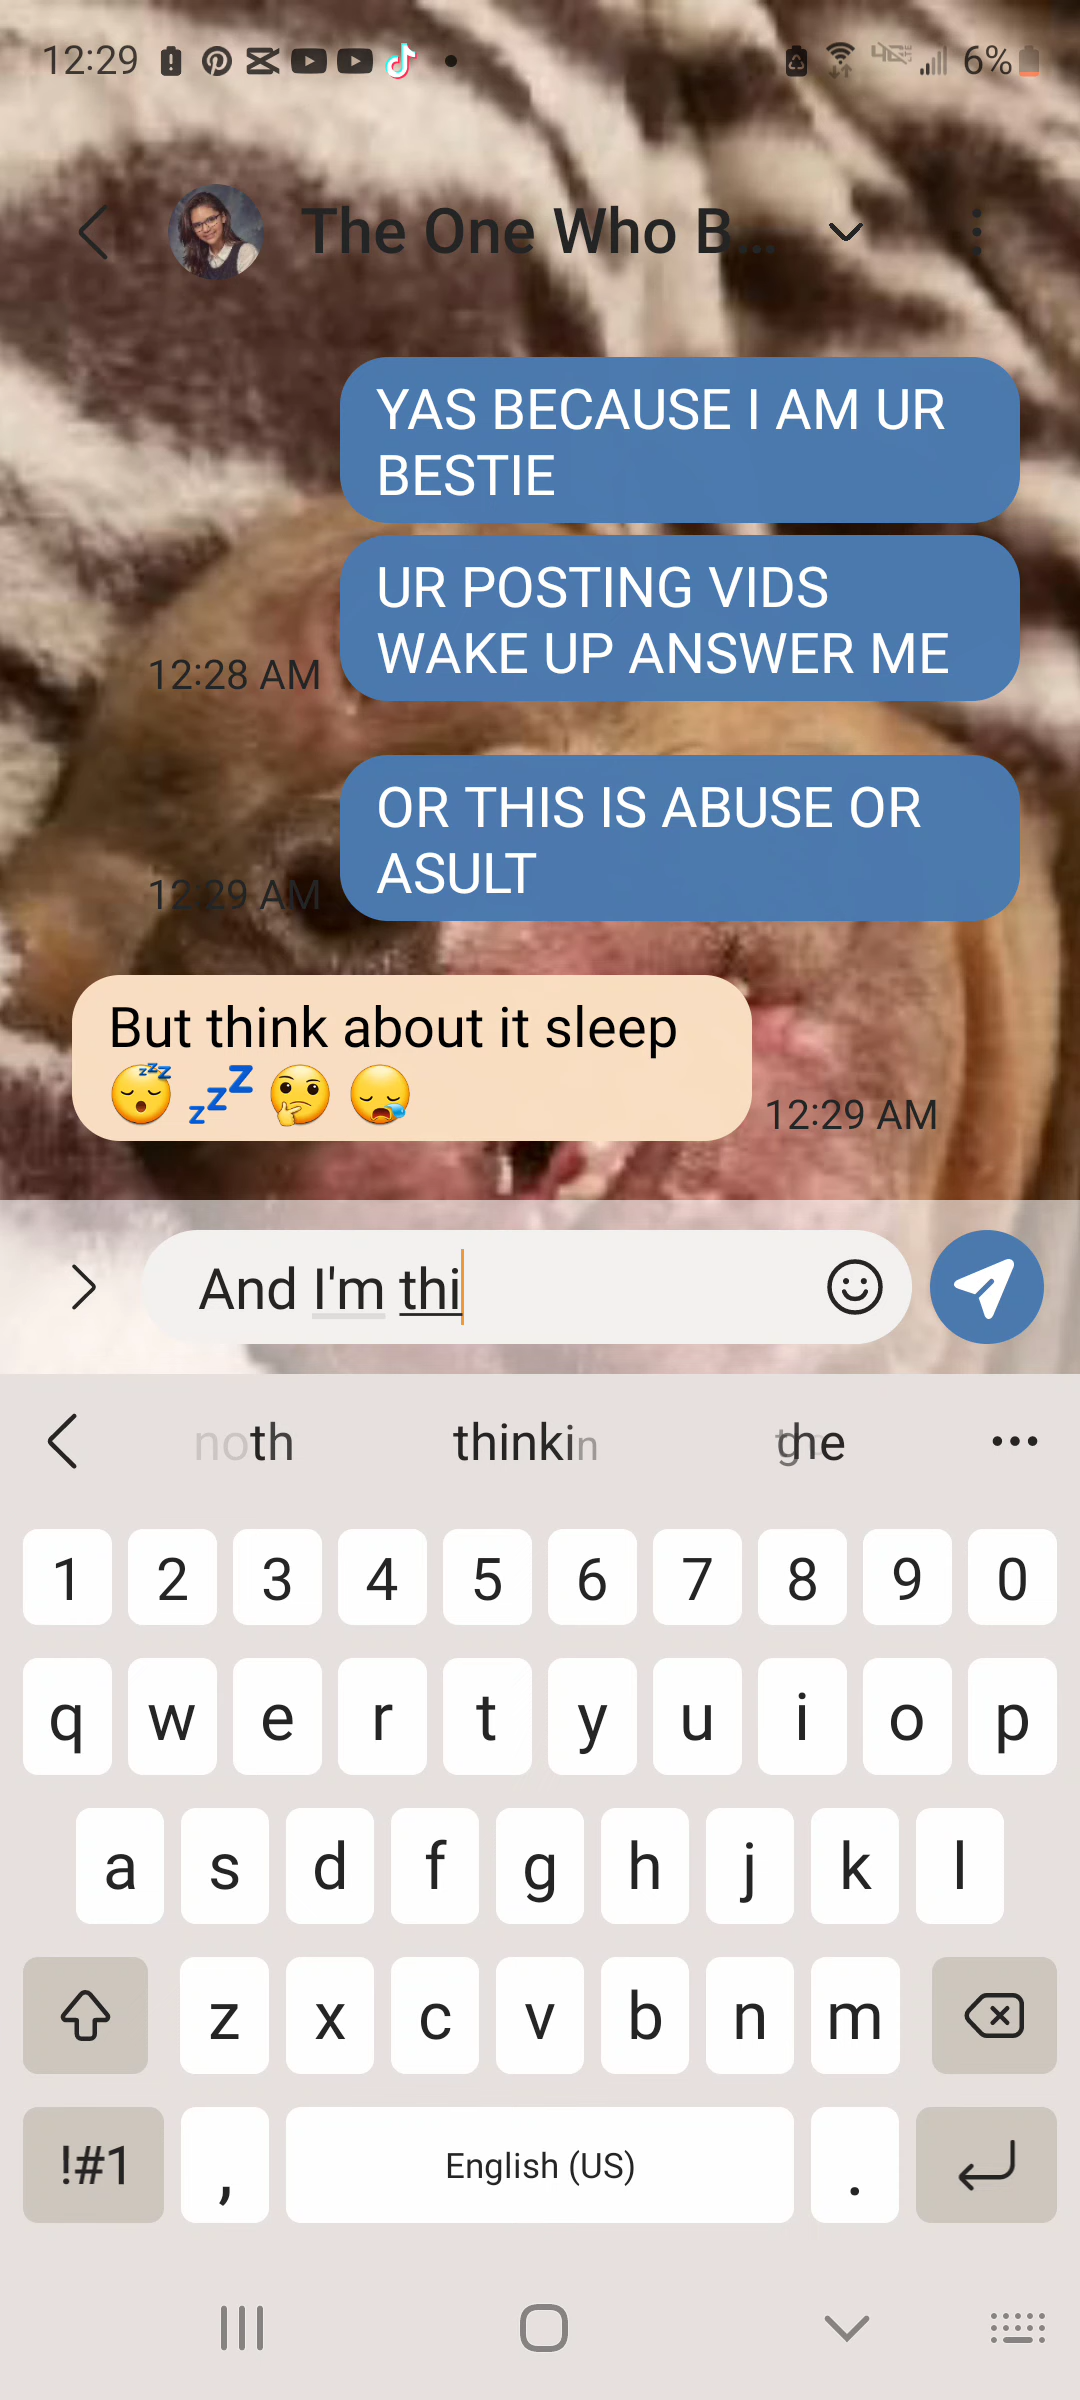 12:29
6%
The One Who B...
YAS BECAUSE I AM UR
BESTIE
UR POSTING VIDS
WAKE UP ANSWER ME
12:28 AM
OR THIS IS ABUSE OR
ASULT
12:29 AM
But think about it sleep
😴 💤 🤔 😪
12:29 AM
And I'm thi
noth thinkin the
1 2 3 4 5 6 7 8 9 0
q w e r t y u i o p
a s d f g h j k l
z x c v b n m
!#1 , English (US) .